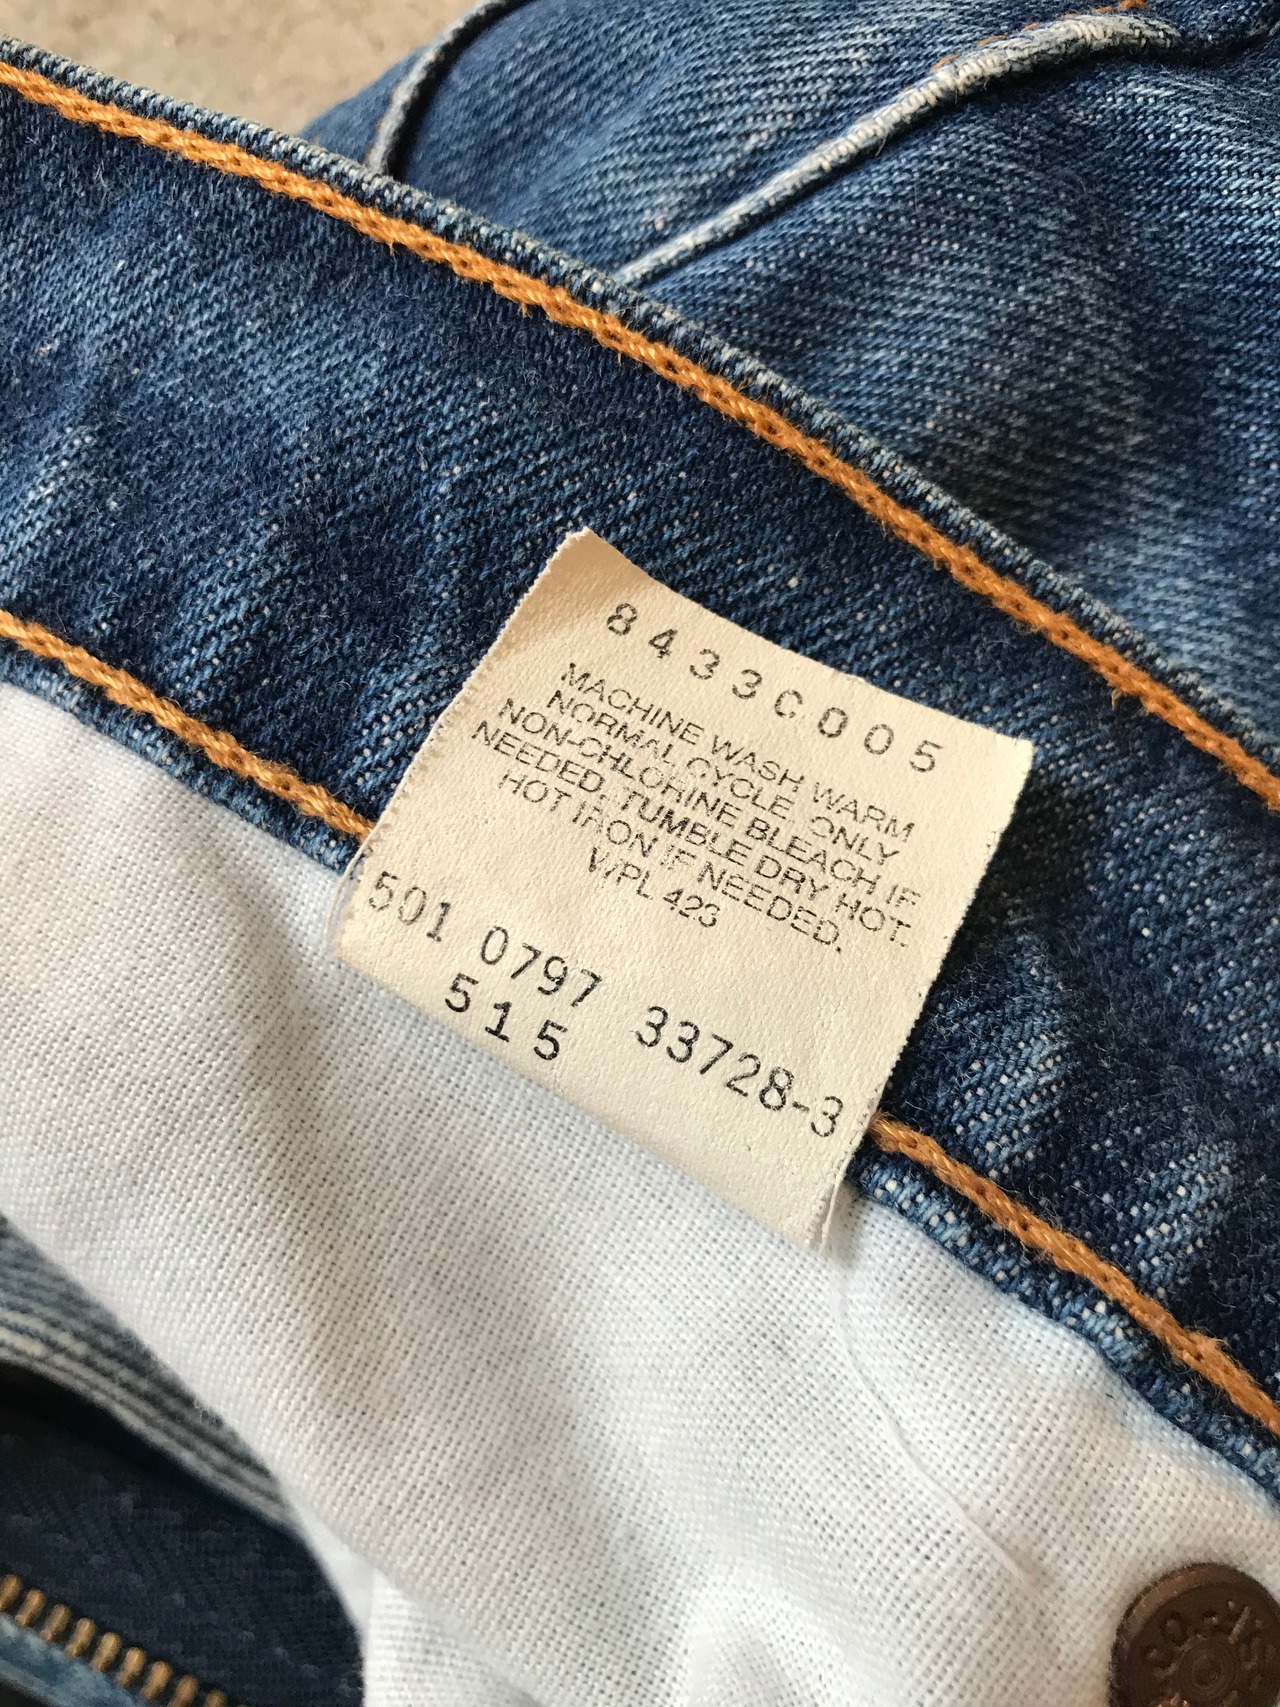 8433C005
MACHINE WASH WARM
NORMAL CYCLE. ONLY
NON-CHLORINE BLEACH IF
NEEDED. TUMBLE DRY HOT.
HOT IRON IF NEEDED.
WPL 423
501 0797 33728-3
515